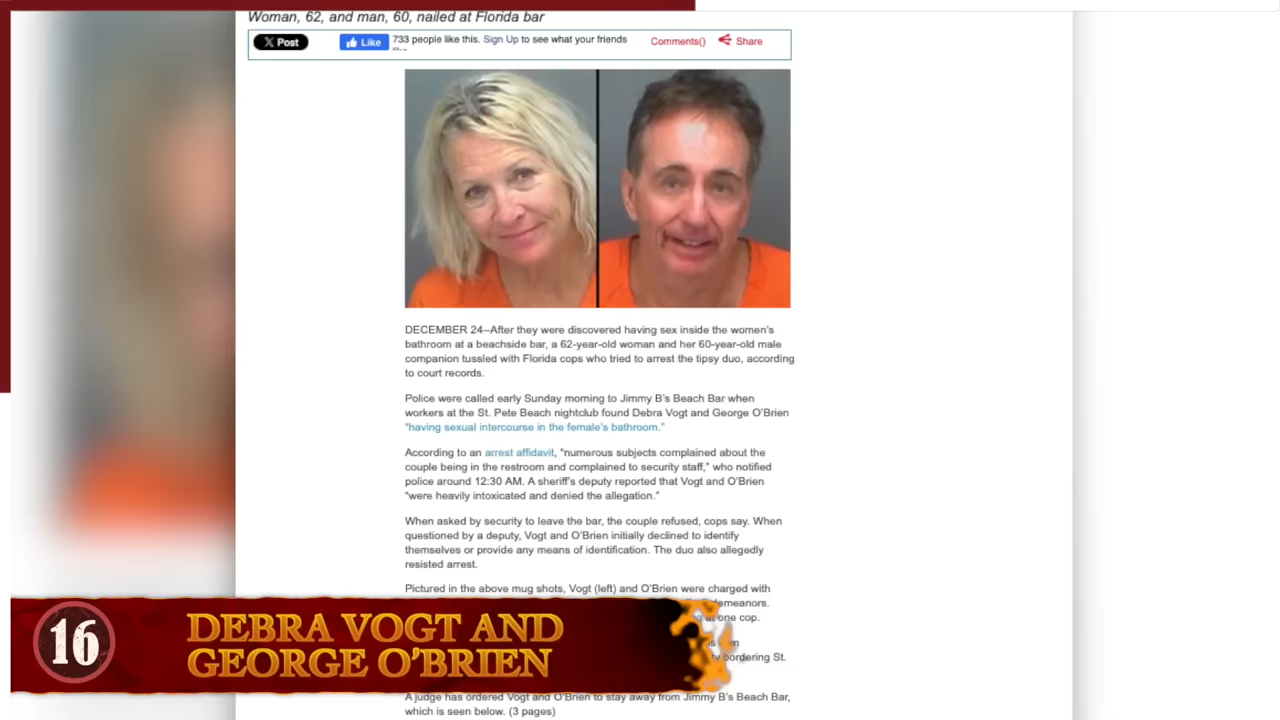 Woman, 62, and man, 60, nailed at Florida bar
X Post
Like
733 people like this. Sign Up to see what your friends
Comments()
Share
DECEMBER 24--After they were discovered having sex inside the women's
bathroom at a beachside bar, a 62-year-old woman and her 60-year-old male
companion tussled with Florida cops who tried to arrest the tipsy duo, according
to court records.
Police were called early Sunday morning to Jimmy B's Beach Bar when
workers at the St. Pete Beach nightclub found Debra Vogt and George O'Brien
"having sexual intercourse in the female's bathroom."
According to an arrest affidavit, "numerous subjects complained about the
couple being in the restroom and complained to security staff," who notified
police around 12:30 AM. A sheriff's deputy reported that Vogt and O'Brien
"were heavily intoxicated and denied the allegation."
When asked by security to leave the bar, the couple refused, cops say. When
questioned by a deputy, Vogt and O'Brien initially declined to identify
themselves or provide any means of identification. The duo also allegedly
resisted arrest.
Pictured in the above mug shots, Vogt (left) and O'Brien were charged with
one cop.
bordering St.
16
DEBRA VOGT AND
GEORGE O'BRIEN
A judge has ordered Vogt and O'Brien to stay away from Jimmy B's Beach Bar,
which is seen below. (3 pages)